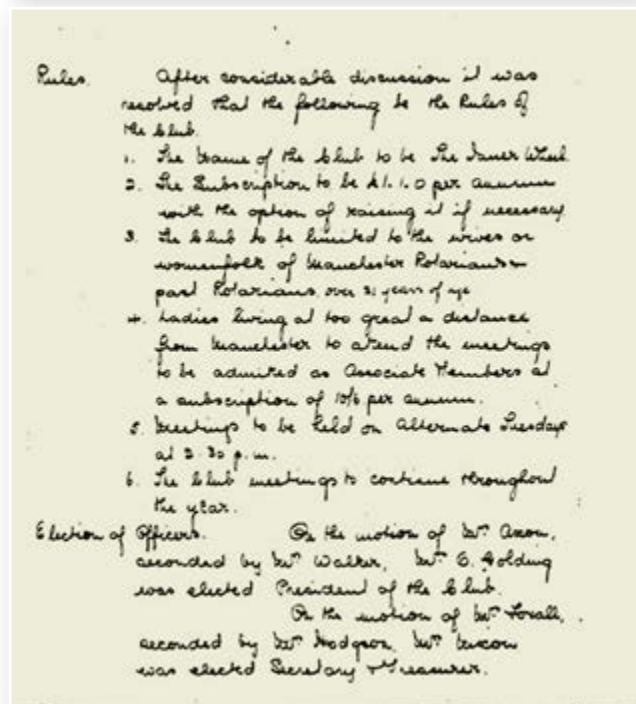 Rules. After considerable discussion it was
resolved that the following be the Rules of
the Club.
1. The Name of the Club to be The Inner Wheel.
2. The Subscription to be £1.1.0 per annum
with the option of raising it if necessary.
3. The Club to be limited to the wives or
womenfolk of Manchester Rotarians or
past Rotarians, over 21 years of age
4. Ladies living at too great a distance
from Manchester to attend the meetings
to be admitted as Associate Members at
a subscription of 10/6 per annum.
5. Meetings to be held on Alternate Tuesdays
at 2.30 p.m.
6. The Club meetings to continue throughout
the year.
Election of Officers. On the motion of Mrs
seconded by Mrs Walker, Mrs Golding
was elected President of the Club.
On the motion of Mrs
seconded by Mrs Hodgson, Mrs
was elected Secretary & Treasurer.